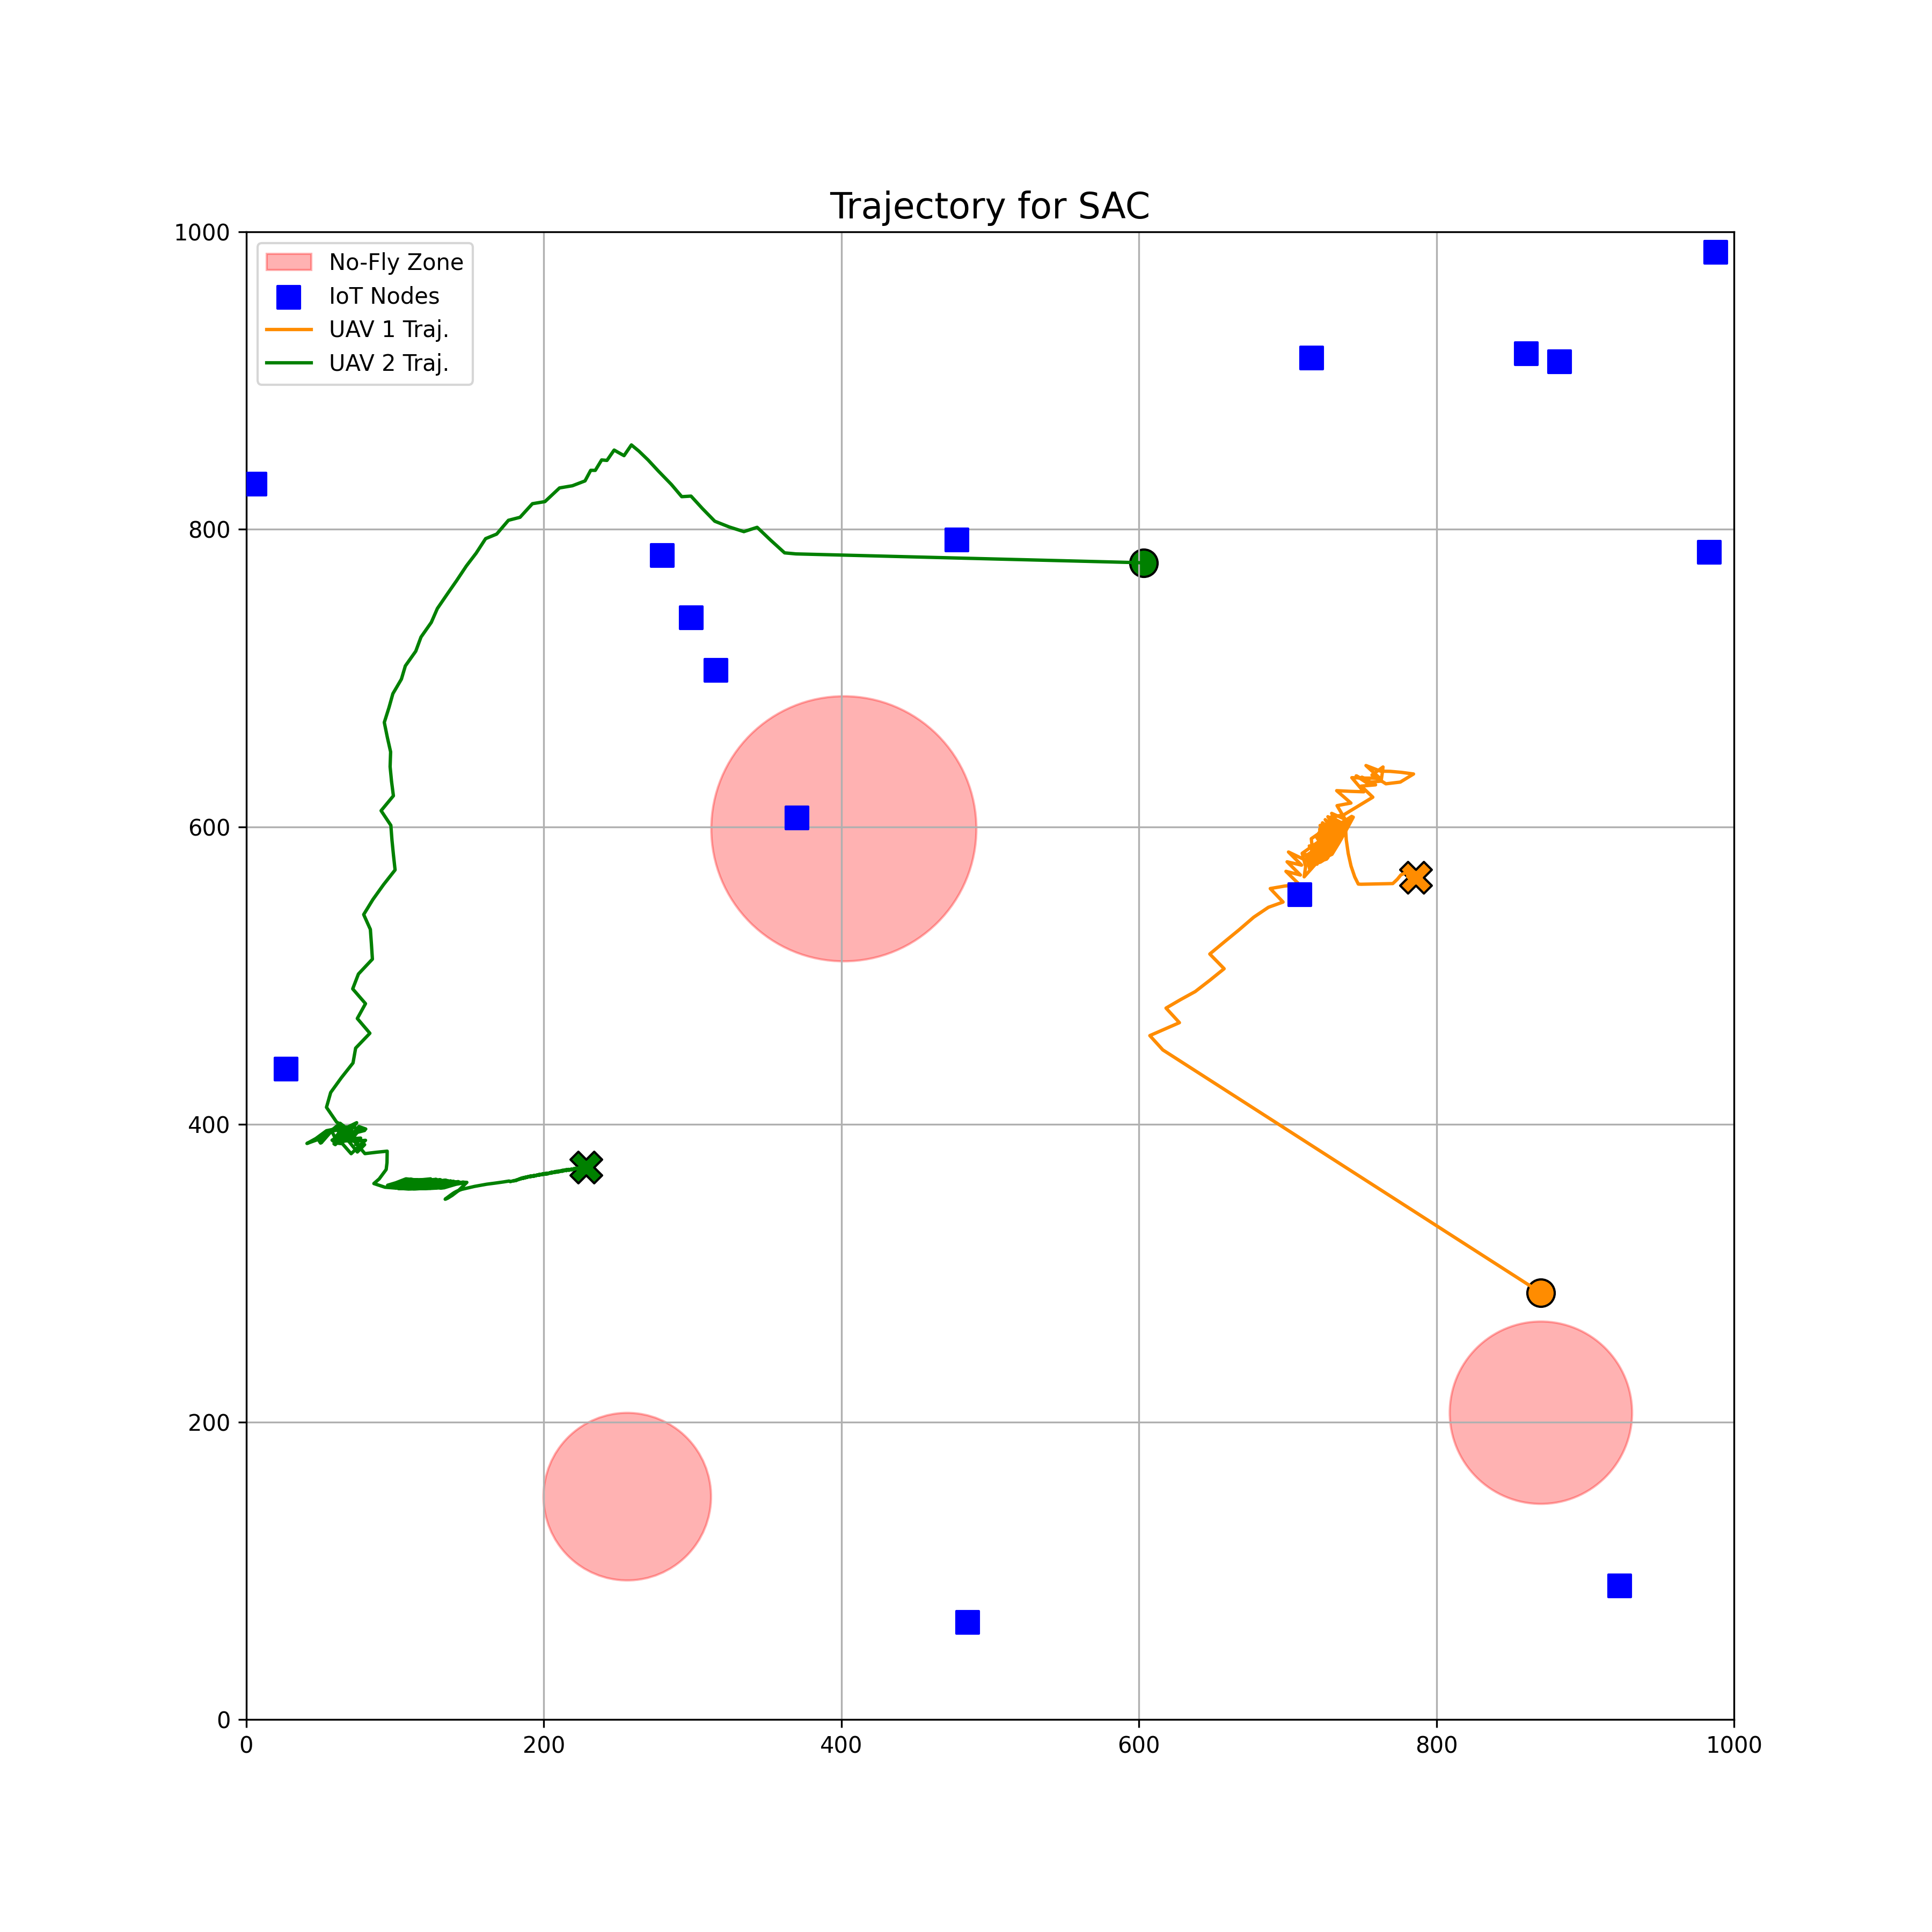 Trajectory for SAC
1000
800
600
400
200
0
No-Fly Zone
IoT Nodes
UAV 1 Traj.
UAV 2 Traj.
0 200 400 600 800 1000